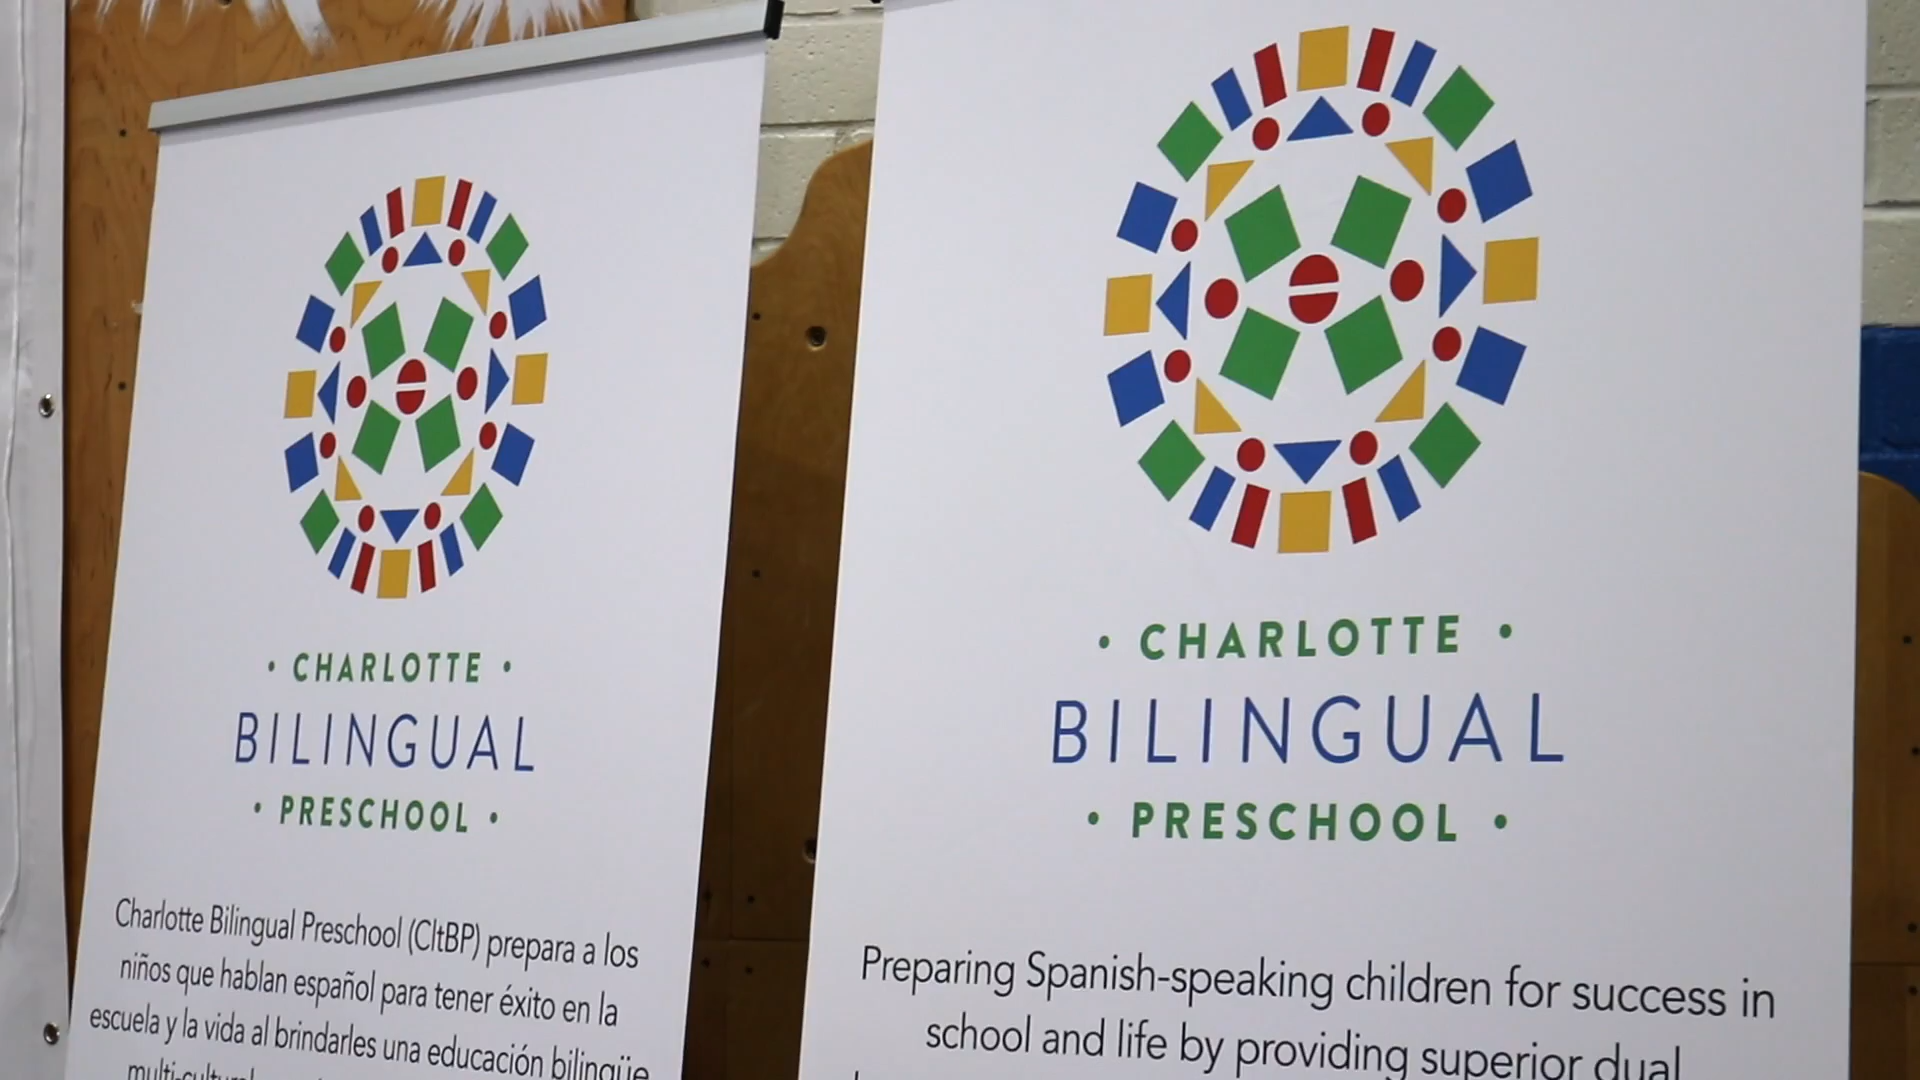 • CHARLOTTE •
BILINGUAL
• PRESCHOOL •
Charlotte Bilingual Preschool (CltBP) prepara a los
niños que hablan español para tener éxito en la
escuela y la vida al brindarles una educación bilingüe
• CHARLOTTE •
BILINGUAL
• PRESCHOOL •
Preparing Spanish-speaking children for success in
school and life by providing superior dual